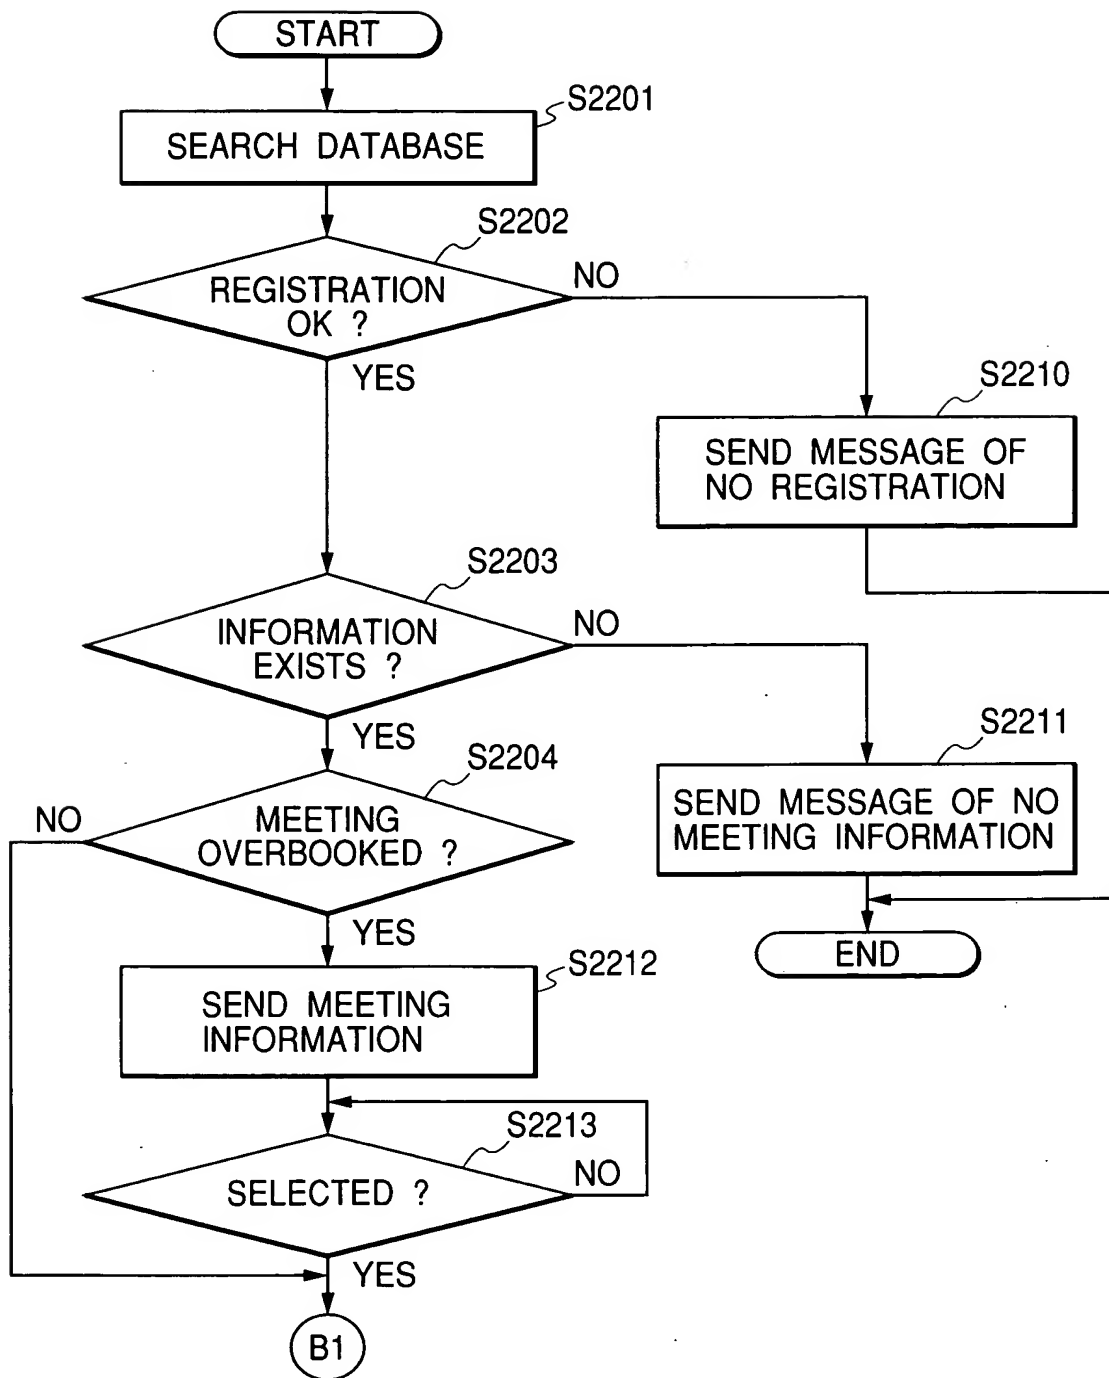 START
S2201
SEARCH DATABASE
S2202
REGISTRATION
OK ?
NO
YES
S2210
SEND MESSAGE OF
NO REGISTRATION
S2203
INFORMATION
EXISTS ?
NO
YES
S2211
SEND MESSAGE OF NO
MEETING INFORMATION
S2204
NO
MEETING
OVERBOOKED ?
YES
END
S2212
SEND MEETING
INFORMATION
S2213
SELECTED ?
NO
YES
B1